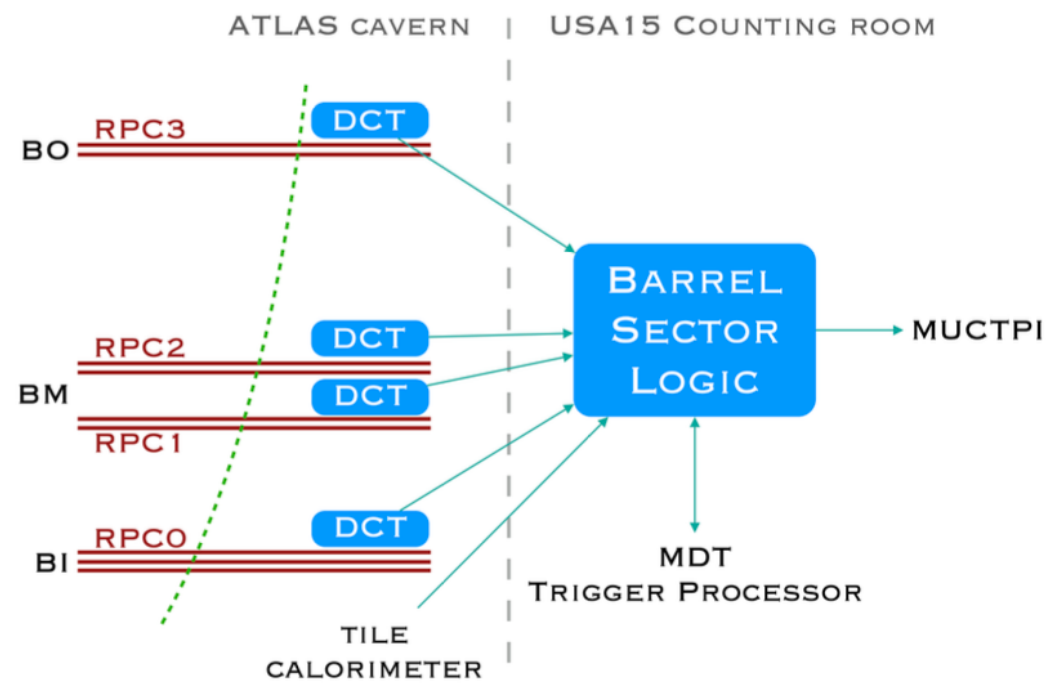 ATLAS CAVERN
USA15 COUNTING ROOM
RPC3
DCT
BO
BARREL
SECTOR
LOGIC
MUCTPI
RPC2
DCT
BM
DCT
RPC1
RPC0
DCT
BI
MDT
TRIGGER PROCESSOR
TILE
CALORIMETER